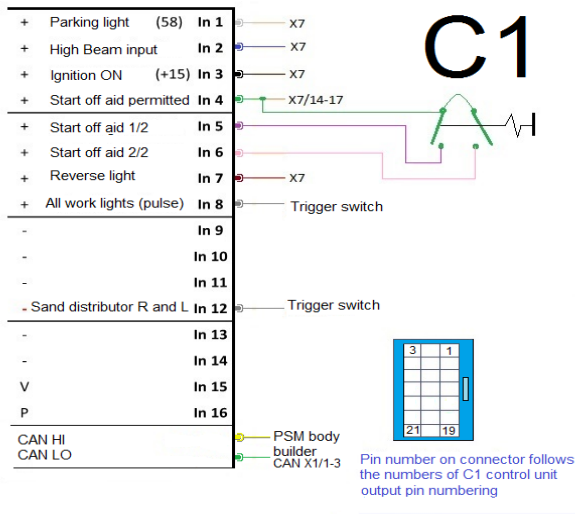 C1
+ Parking light (58) In 1 X7
+ High Beam input In 2 X7
+ Ignition ON (+15) In 3 X7
+ Start off aid permitted In 4 X7/14-17
+ Start off aid 1/2 In 5
+ Start off aid 2/2 In 6
+ Reverse light In 7 X7
+ All work lights (pulse) In 8 Trigger switch
- In 9
- In 10
- In 11
- Sand distributor R and L In 12 Trigger switch
- In 13
- In 14
V In 15
P In 16
CAN HI PSM body
builder
CAN LO CAN X1/1-3
3 1
21 19
Pin number on connector follows
the numbers of C1 control unit
output pin numbering